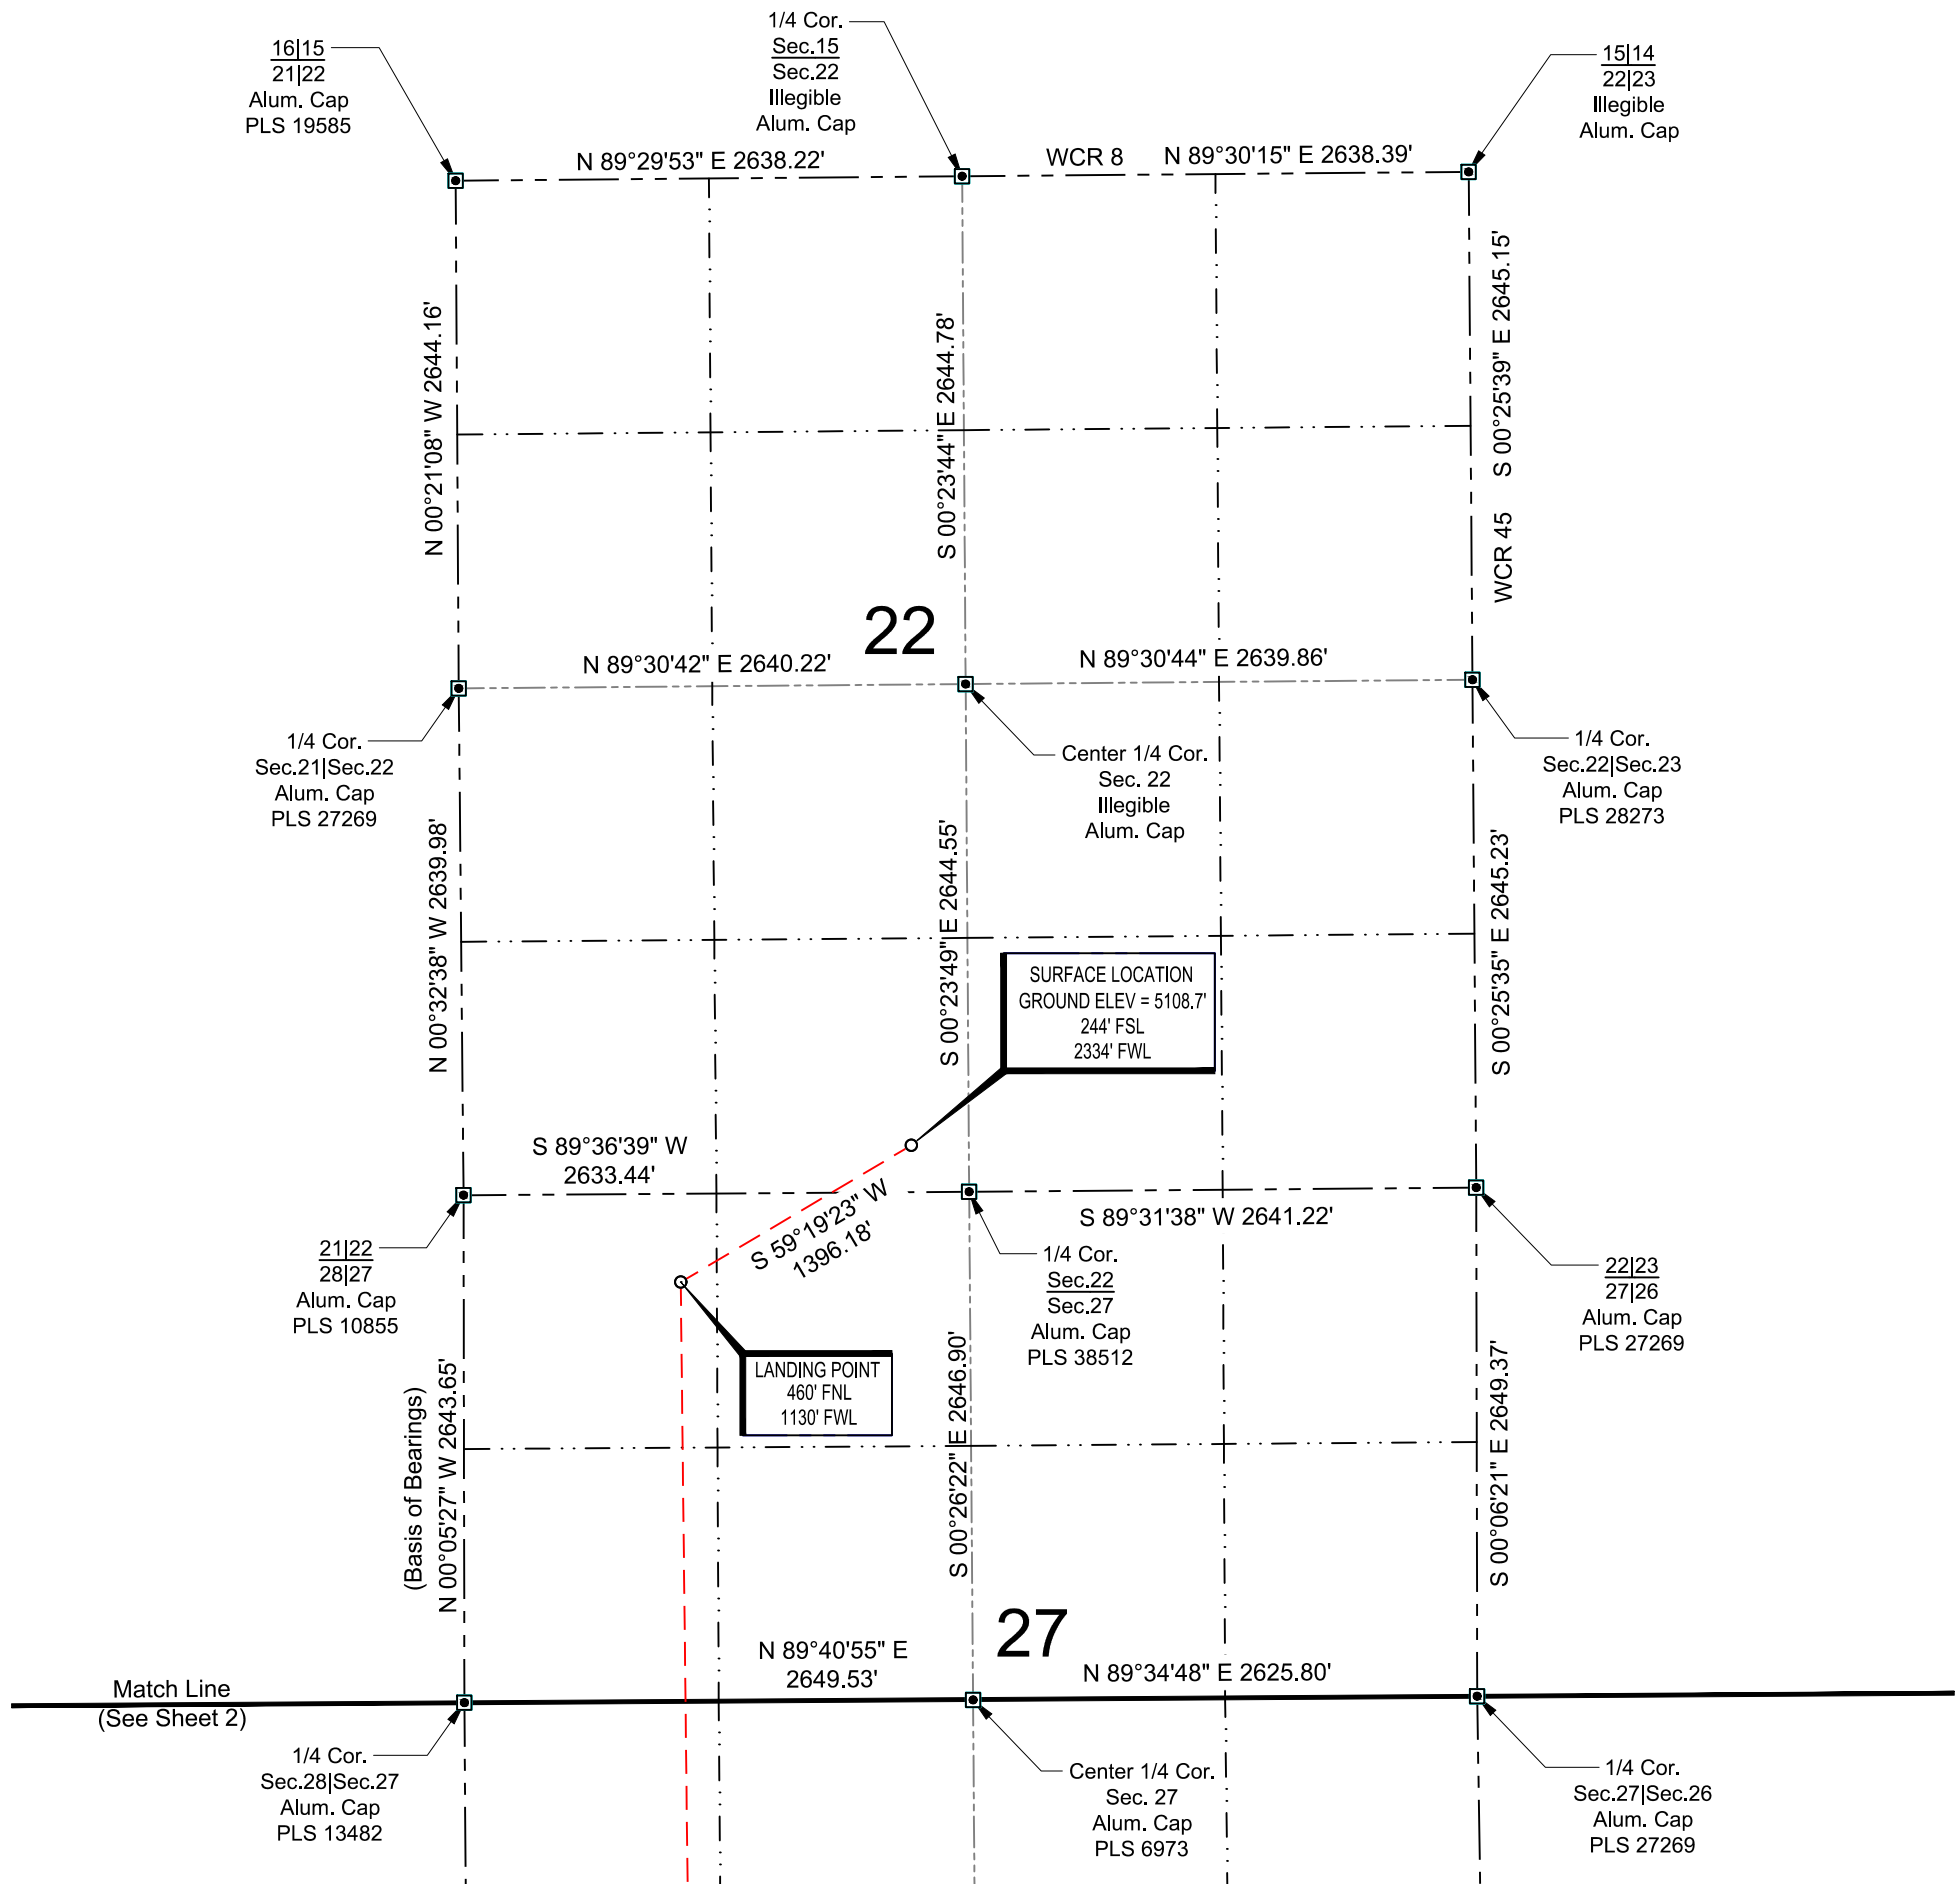 16|15
21|22
Alum. Cap
PLS 19585
1/4 Cor.
Sec.15
Sec.22
Illegible
Alum. Cap
15|14
22|23
Illegible
Alum. Cap
N 89°29'53" E 2638.22'
WCR 8
N 89°30'15" E 2638.39'
N 00°21'08" W 2644.16'
S 00°23'44" E 2644.78'
S 00°25'39" E 2645.15'
WCR 45
22
N 89°30'42" E 2640.22'
N 89°30'44" E 2639.86'
1/4 Cor.
Sec.21|Sec.22
Alum. Cap
PLS 27269
Center 1/4 Cor.
Sec. 22
Illegible
Alum. Cap
1/4 Cor.
Sec.22|Sec.23
Alum. Cap
PLS 28273
N 00°32'38" W 2639.98'
S 00°23'49" E 2644.55'
S 00°25'35" E 2645.23'
SURFACE LOCATION
GROUND ELEV = 5108.7'
244' FSL
2334' FWL
S 89°36'39" W
2633.44'
S 59°19'23" W
1396.18'
S 89°31'38" W 2641.22'
21|22
28|27
Alum. Cap
PLS 10855
1/4 Cor.
Sec.22
Sec.27
Alum. Cap
PLS 38512
22|23
27|26
Alum. Cap
PLS 27269
LANDING POINT
460' FNL
1130' FWL
(Basis of Bearings)
N 00°05'27" W 2643.65'
S 00°26'22" E 2646.90'
S 00°06'21" E 2649.37'
27
N 89°40'55" E
2649.53'
N 89°34'48" E 2625.80'
Match Line
(See Sheet 2)
1/4 Cor.
Sec.28|Sec.27
Alum. Cap
PLS 13482
Center 1/4 Cor.
Sec. 27
Alum. Cap
PLS 6973
1/4 Cor.
Sec.27|Sec.26
Alum. Cap
PLS 27269